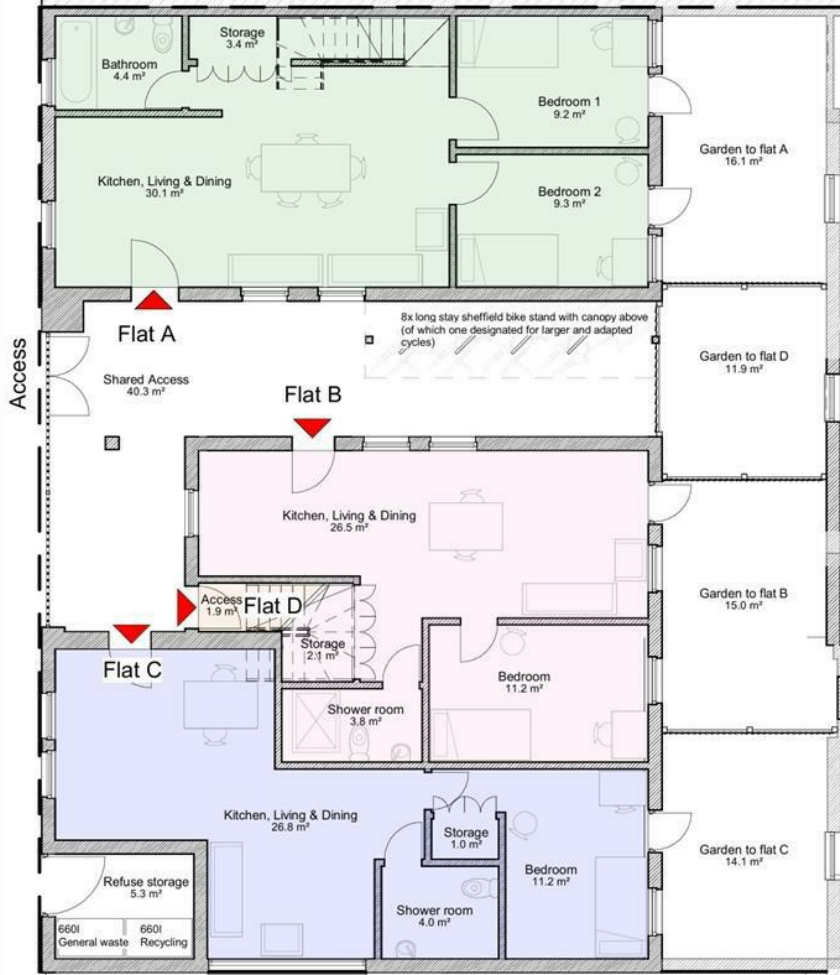 Storage
3.4 m²
Bathroom
4.4 m²
Bedroom 1
9.2 m²
Garden to flat A
16.1 m²
Kitchen, Living & Dining
30.1 m²
Bedroom 2
9.3 m²
8x long stay sheffield bike stand with canopy above
(of which one designated for larger and adapted
cycles)
Flat A
Access
Garden to flat D
11.9 m²
Shared Access
40.3 m²
Flat B
Kitchen, Living & Dining
26.5 m²
Garden to flat B
15.0 m²
Access
1.9 m²
Flat D
Storage
2.1 m²
Flat C
Bedroom
11.2 m²
Shower room
3.8 m²
Kitchen, Living & Dining
26.8 m²
Storage
1.0 m²
Garden to flat C
14.1 m²
Bedroom
11.2 m²
Refuse storage
5.3 m²
Shower room
4.0 m²
660l
General waste
660l
Recycling